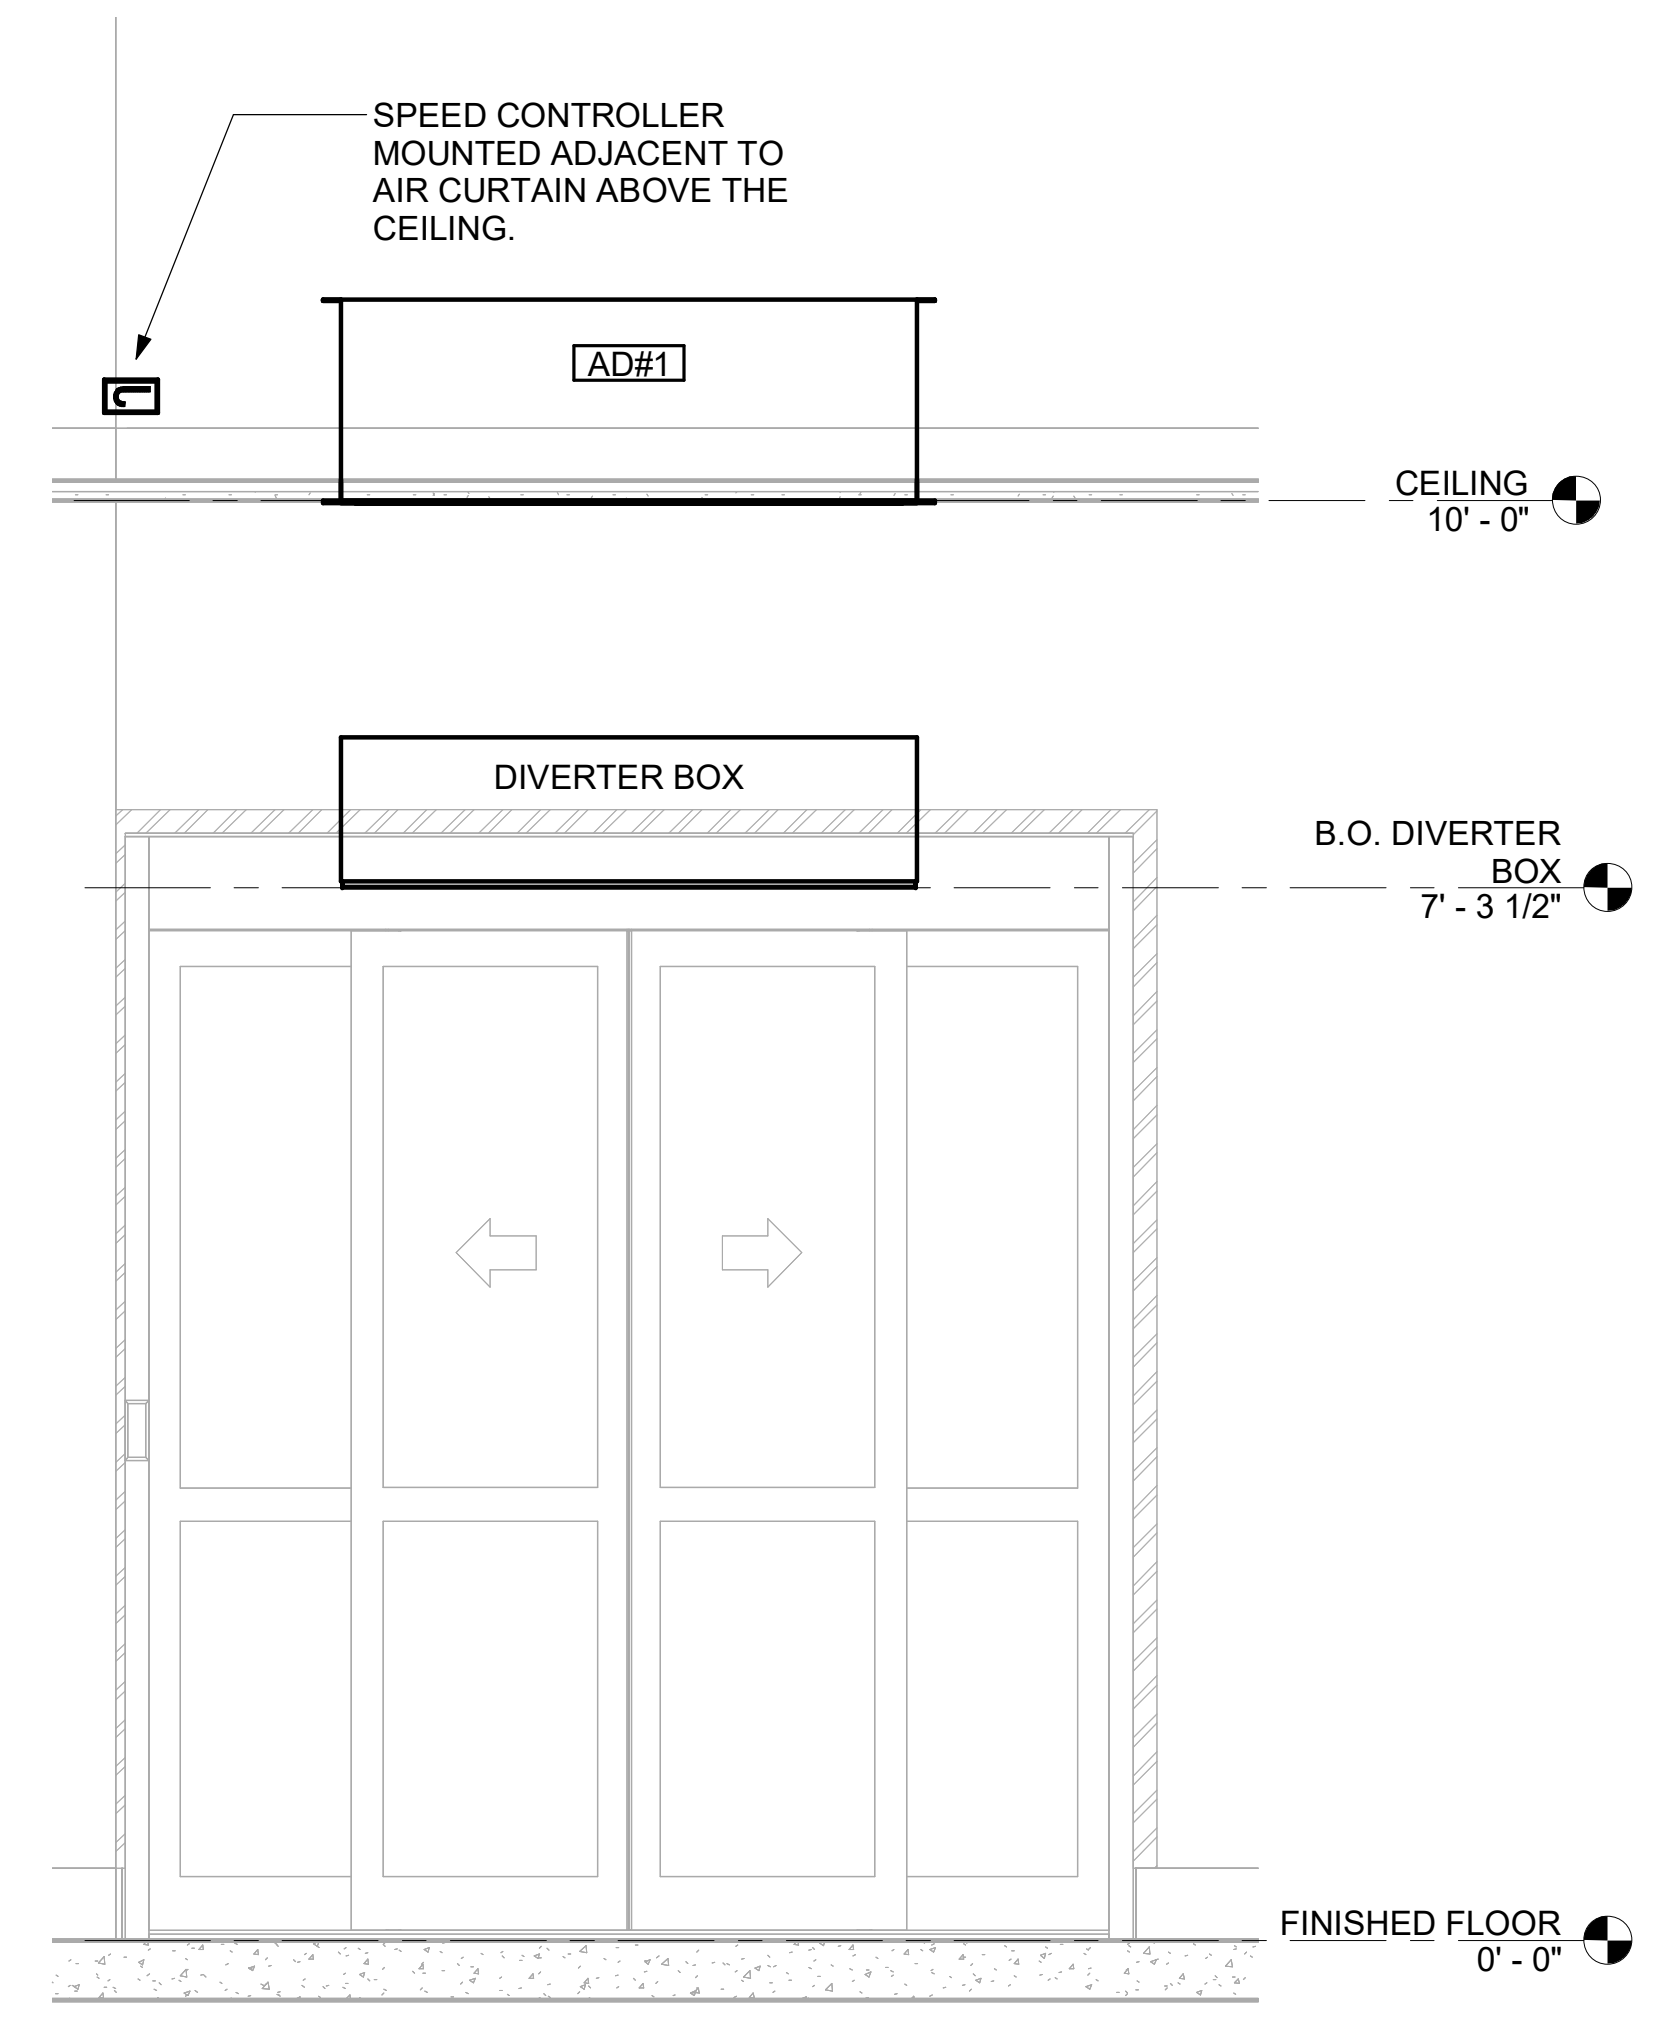 SPEED CONTROLLER
MOUNTED ADJACENT TO
AIR CURTAIN ABOVE THE
CEILING.
AD#1
CEILING
10' - 0"
DIVERTER BOX
B.O. DIVERTER
BOX
7' - 3 1/2"
FINISHED FLOOR
0' - 0"